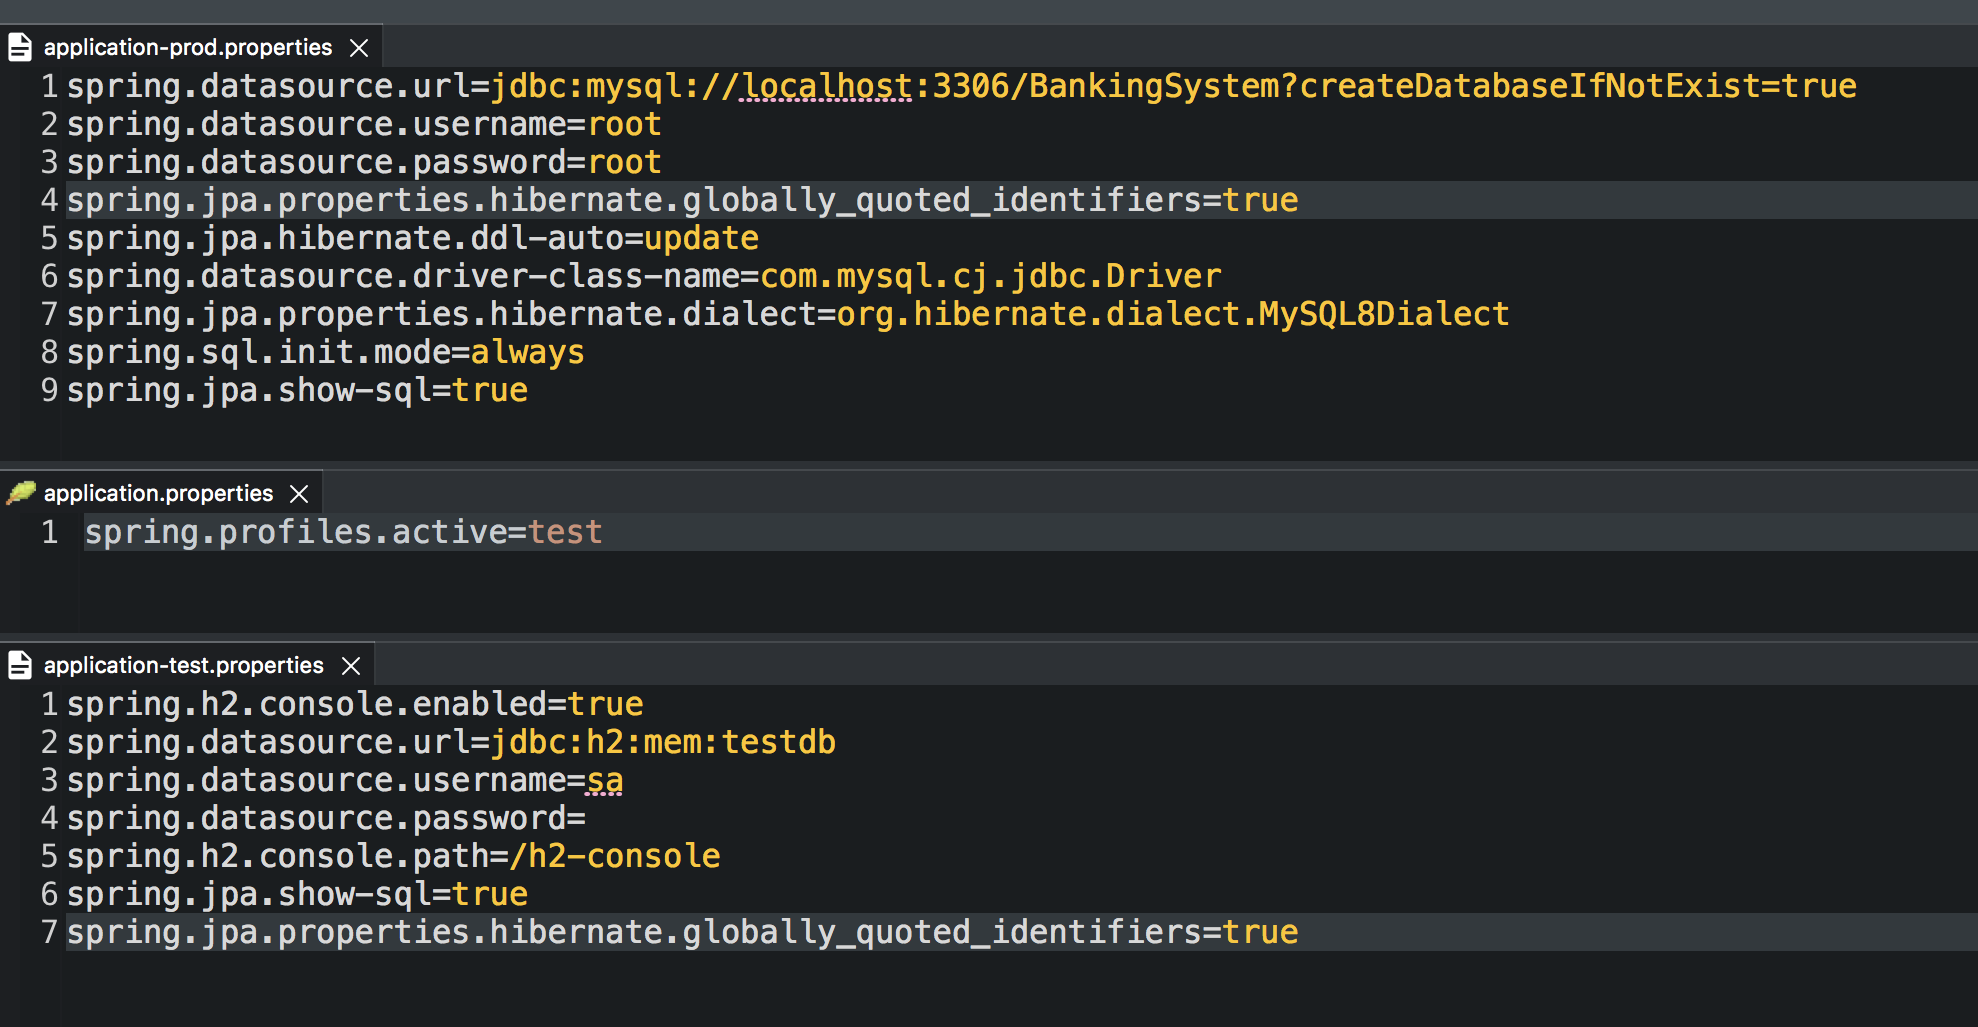 application-prod.properties
1 spring.datasource.url=jdbc:mysql://localhost:3306/BankingSystem?createDatabaseIfNotExist=true
2 spring.datasource.username=root
3 spring.datasource.password=root
4 spring.jpa.properties.hibernate.globally_quoted_identifiers=true
5 spring.jpa.hibernate.ddl-auto=update
6 spring.datasource.driver-class-name=com.mysql.cj.jdbc.Driver
7 spring.jpa.properties.hibernate.dialect=org.hibernate.dialect.MySQL8Dialect
8 spring.sql.init.mode=always
9 spring.jpa.show-sql=true
application.properties
1 spring.profiles.active=test
application-test.properties
1 spring.h2.console.enabled=true
2 spring.datasource.url=jdbc:h2:mem:testdb
3 spring.datasource.username=sa
4 spring.datasource.password=
5 spring.h2.console.path=/h2-console
6 spring.jpa.show-sql=true
7 spring.jpa.properties.hibernate.globally_quoted_identifiers=true